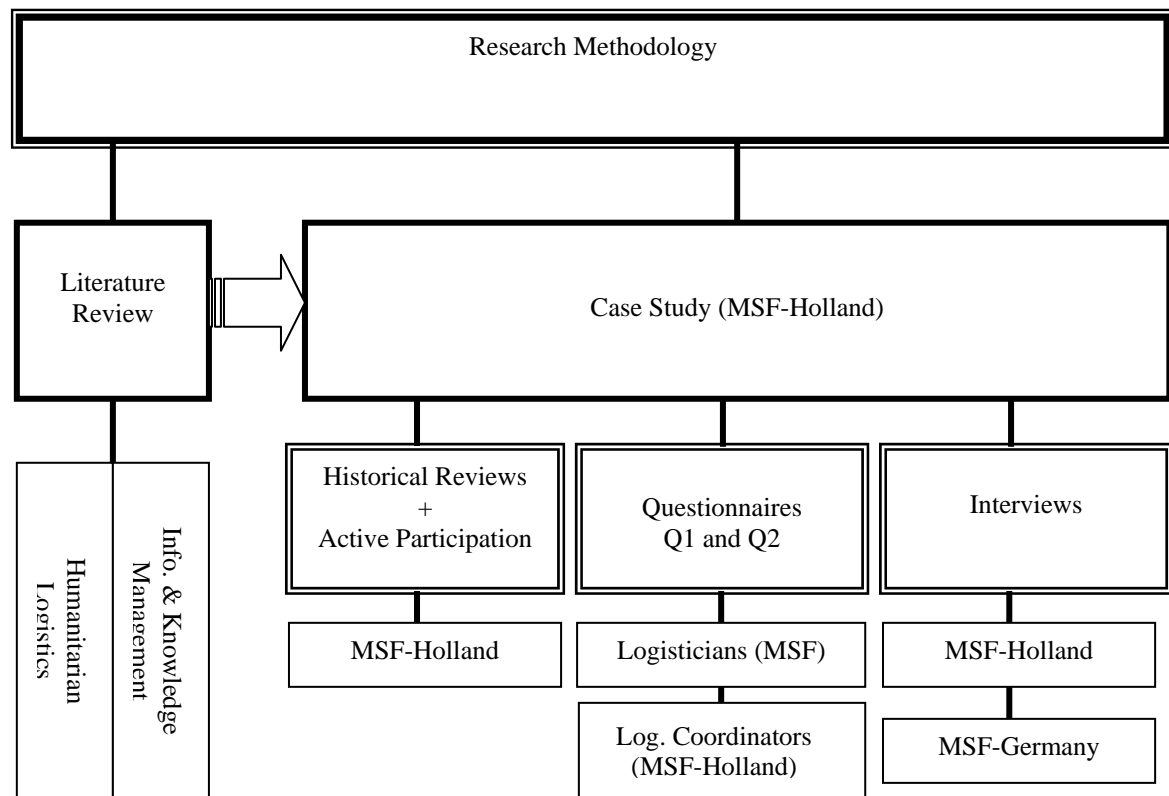 Research Methodology
Literature
Review
Case Study (MSF-Holland)
Historical Reviews
+
Active Participation
Questionnaires
Q1 and Q2
Interviews
Humanitarian
Logistics
Info. & Knowledge
Management
MSF-Holland
Logisticians (MSF)
MSF-Holland
Log. Coordinators
(MSF-Holland)
MSF-Germany